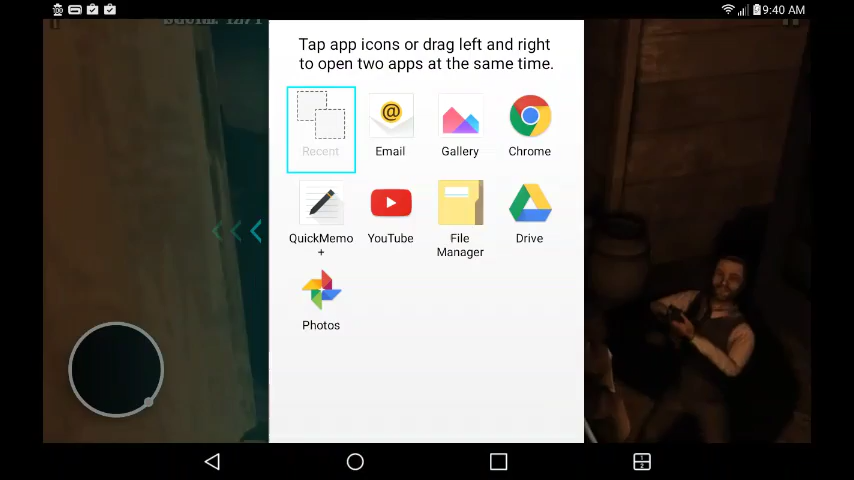 9:40 AM
Tap app icons or drag left and right
to open two apps at the same time.
Recent
Email
Gallery
Chrome
QuickMemo
+
YouTube
File
Manager
Drive
Photos